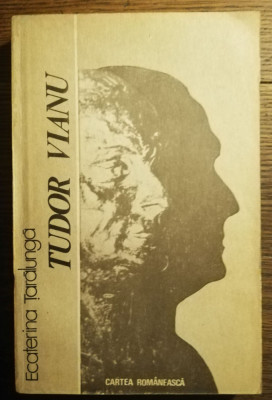 Ecaterina Țarălungă
TUDOR VIANU
CARTEA ROMÂNEASCĂ